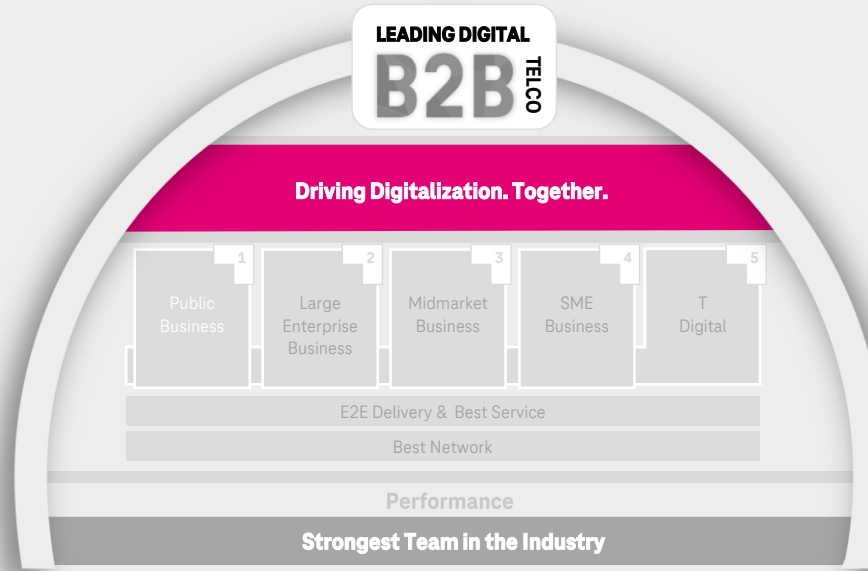 LEADING DIGITAL
B2B
TELCO
Driving Digitalization. Together.
1
Public
Business
2
Large
Enterprise
Business
3
Midmarket
Business
4
SME
Business
5
T
Digital
E2E Delivery & Best Service
Best Network
Performance
Strongest Team in the Industry